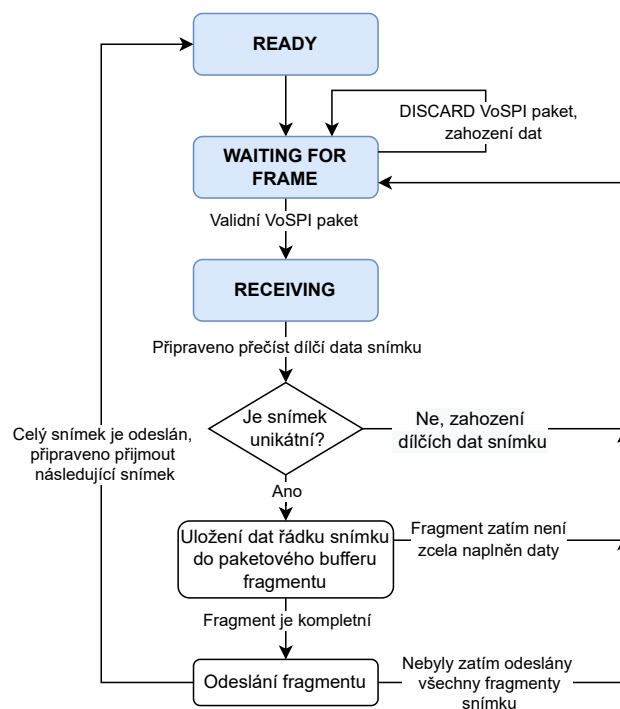 READY
DISCARD VoSPI paket,
zahození dat
WAITING FOR
FRAME
Validní VoSPI paket
RECEIVING
Připraveno přečíst dílčí data snímku
Je snímek
unikátní?
Ne, zahození
dílčích dat snímku
Celý snímek je odeslán,
připraveno přijmout
následující snímek
Ano
Uložení dat řádku snímku
do paketového bufferu
fragmentu
Fragment zatím není
zcela naplněn daty
Fragment je kompletní
Odeslání fragmentu
Nebyly zatím odeslány
všechny fragmenty
snímku